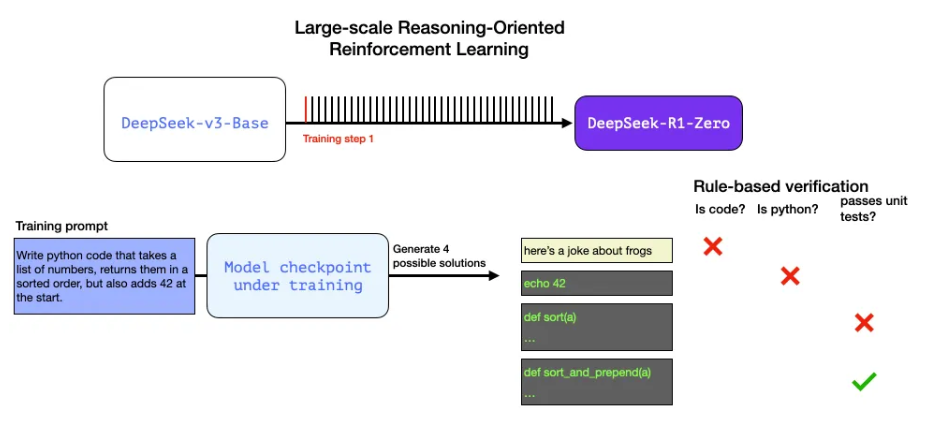 Large-scale Reasoning-Oriented
Reinforcement Learning
DeepSeek-v3-Base
DeepSeek-R1-Zero
Training step 1
Rule-based verification
Is code?
Is python?
passes unit
tests?
Training prompt
Write python code that takes a
list of numbers, returns them in a
sorted order, but also adds 42 at
the start.
Model checkpoint
under training
Generate 4
possible solutions
here's a joke about frogs
echo 42
def sort(a)
...
def sort_and_prepend(a)
...